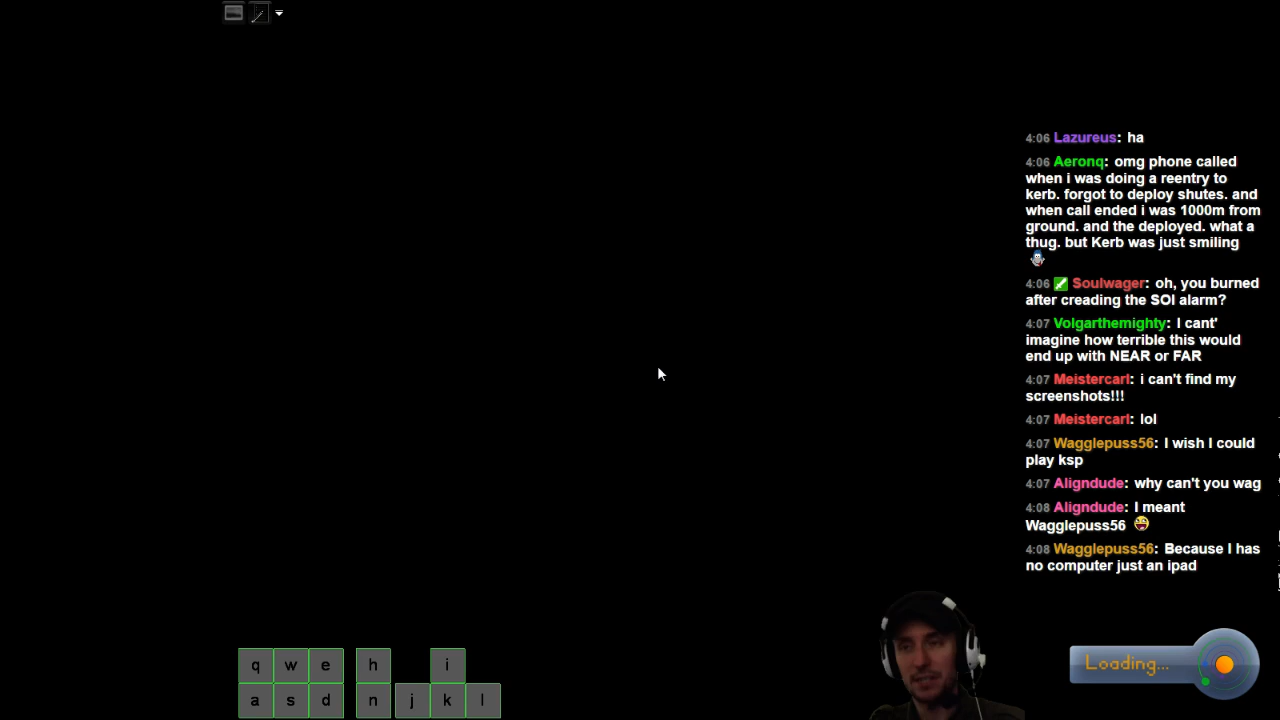 4:06 Lazureus: ha
4:06 Aeronq: omg phone called
when i was doing a reentry to
kerb. forgot to deploy shutes. and
when call ended i was 1000m from
ground. and the deployed. what a
thug. but Kerb was just smiling
4:06 Soulwager: oh, you burned
after creading the SOI alarm?
4:07 Volgarthemighty: I cant'
imagine how terrible this would
end up with NEAR or FAR
4:07 Meistercarl: i can't find my
screenshots!!!
4:07 Meistercarl: lol
4:07 Wagglepuss56: I wish I could
play ksp
4:07 Aligndude: why can't you wag
4:08 Aligndude: I meant
Wagglepuss56
4:08 Wagglepuss56: Because I has
no computer just an ipad
q w e h i
a s d n j k l
Loading...